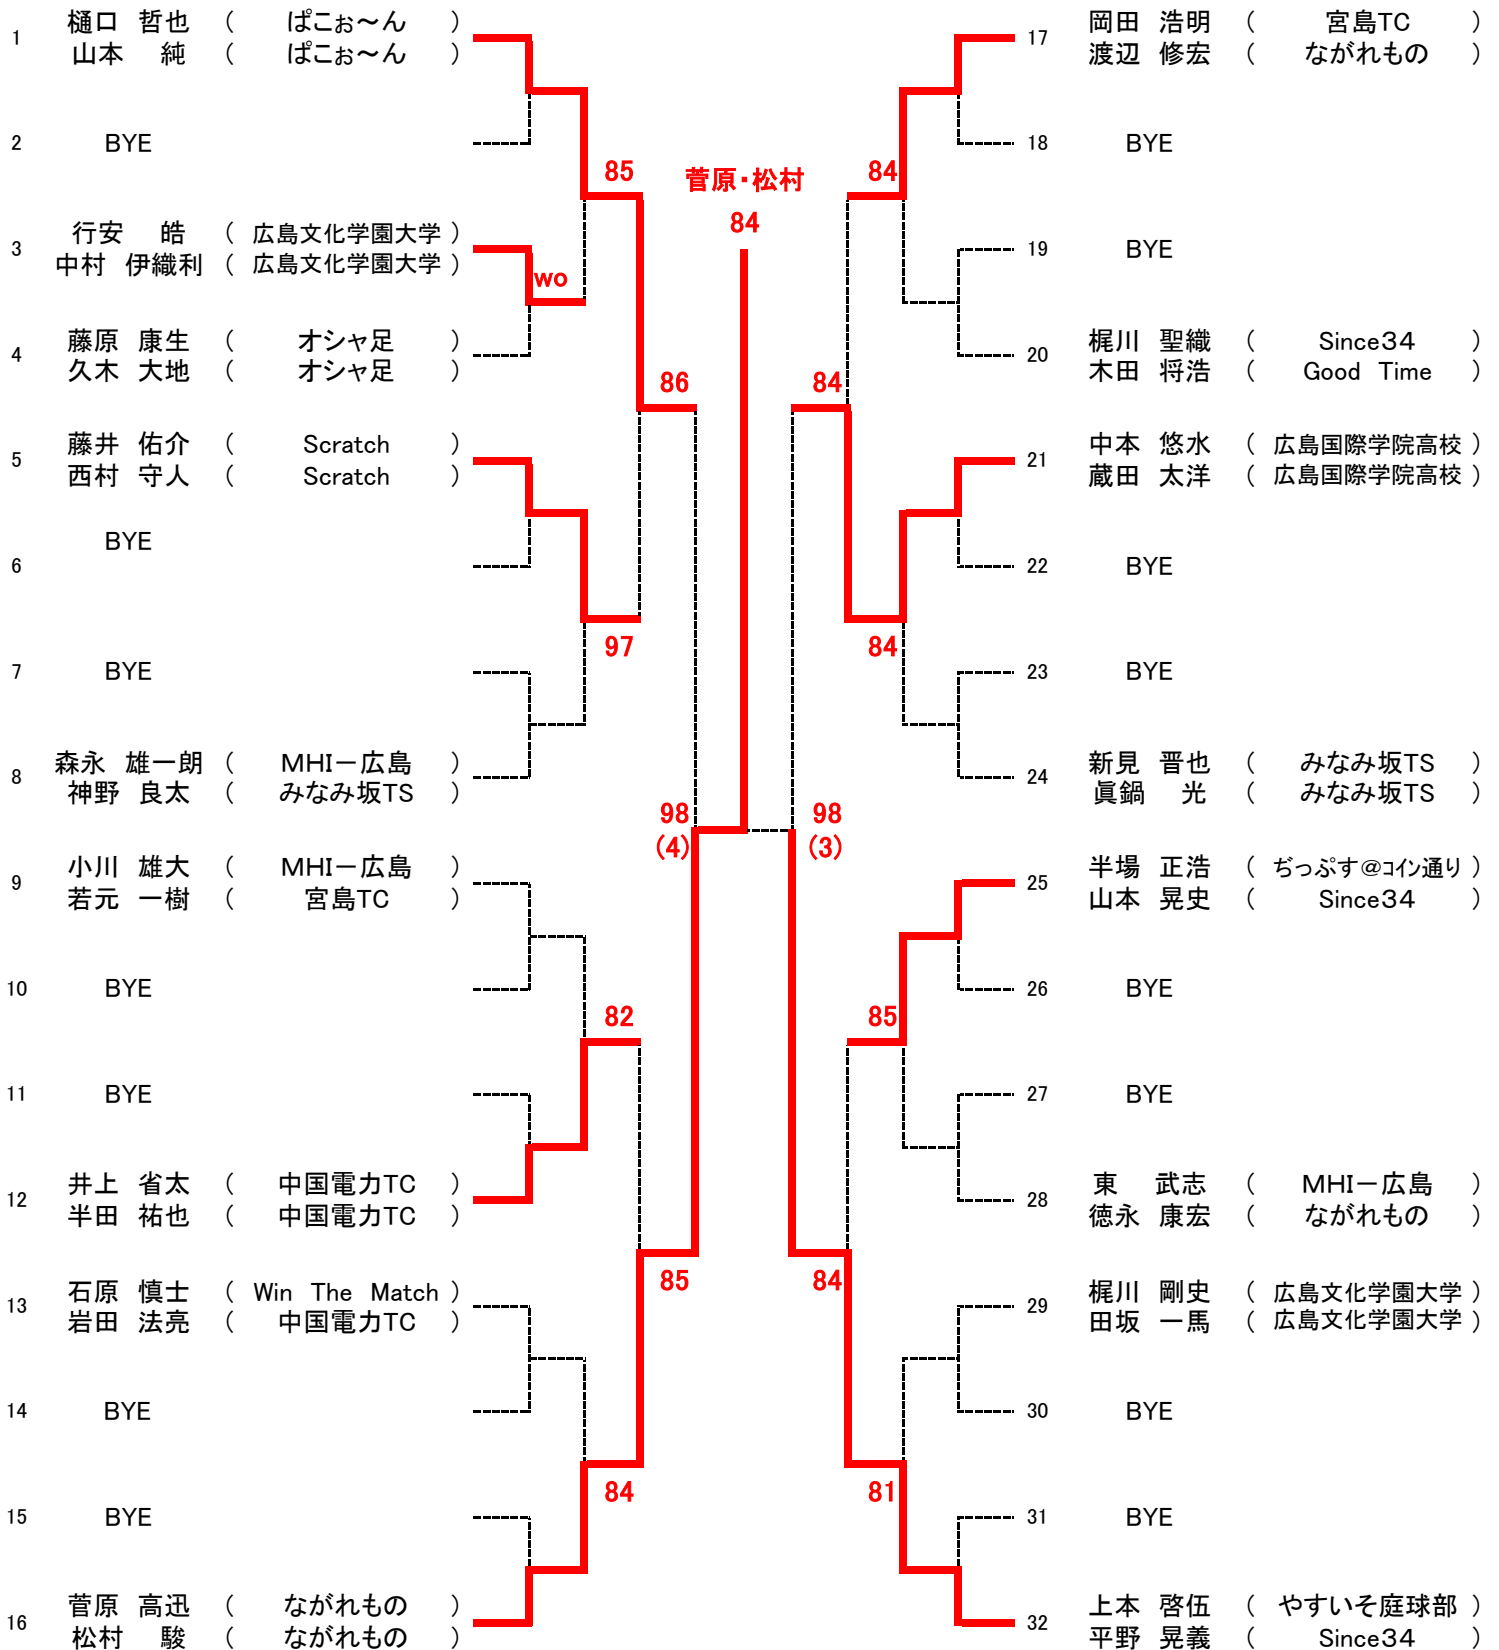 1 樋口 哲也 ( ぱこぉ～ん )
山本 純 ( ぱこぉ～ん )
2 BYE
3 行安 皓 ( 広島文化学園大学 )
中村 伊織利 ( 広島文化学園大学 )
wo
4 藤原 康生 ( オシャ足 )
久木 大地 ( オシャ足 )
5 藤井 佑介 ( Scratch )
西村 守人 ( Scratch )
6 BYE
7 BYE
8 森永 雄一朗 ( MHI－広島 )
神野 良太 ( みなみ坂TS )
9 小川 雄大 ( MHI－広島 )
若元 一樹 ( 宮島TC )
10 BYE
11 BYE
12 井上 省太 ( 中国電力TC )
半田 祐也 ( 中国電力TC )
13 石原 慎士 ( Win The Match )
岩田 法亮 ( 中国電力TC )
14 BYE
15 BYE
16 菅原 高迅 ( ながれもの )
松村 駿 ( ながれもの )
85
97
82
84
86
85
98
(4)
菅原・松村
84
98
(3)
84
84
84
84
85
81
17 岡田 浩明 ( 宮島TC )
渡辺 修宏 ( ながれもの )
18 BYE
19 BYE
20 梶川 聖織 ( Since34 )
木田 将浩 ( Good Time )
21 中本 悠水 ( 広島国際学院高校 )
蔵田 太洋 ( 広島国際学院高校 )
22 BYE
23 BYE
24 新見 晋也 ( みなみ坂TS )
眞鍋 光 ( みなみ坂TS )
25 半場 正浩 ( ぢっぷす@コイン通り )
山本 晃史 ( Since34 )
26 BYE
27 BYE
28 東 武志 ( MHI－広島 )
徳永 康宏 ( ながれもの )
29 梶川 剛史 ( 広島文化学園大学 )
田坂 一馬 ( 広島文化学園大学 )
30 BYE
31 BYE
32 上本 啓伍 ( やすいそ庭球部 )
平野 晃義 ( Since34 )